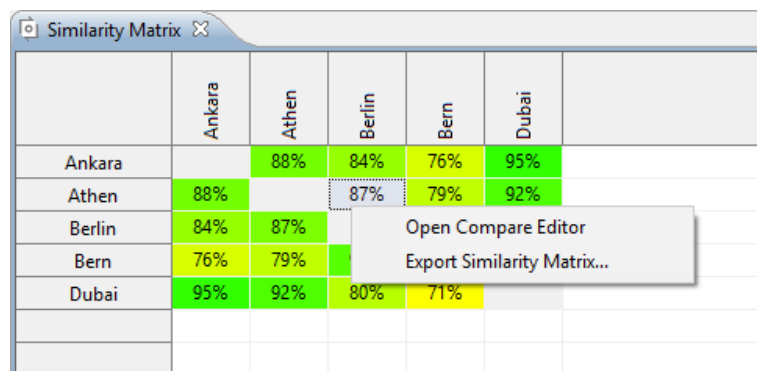 Similarity Matrix
Ankara Athen Berlin Bern Dubai
Ankara 88% 84% 76% 95%
Athen 88% 87% 79% 92%
Berlin 84% 87% Open Compare Editor
Bern 76% 79% Export Similarity Matrix...
Dubai 95% 92% 80% 71%